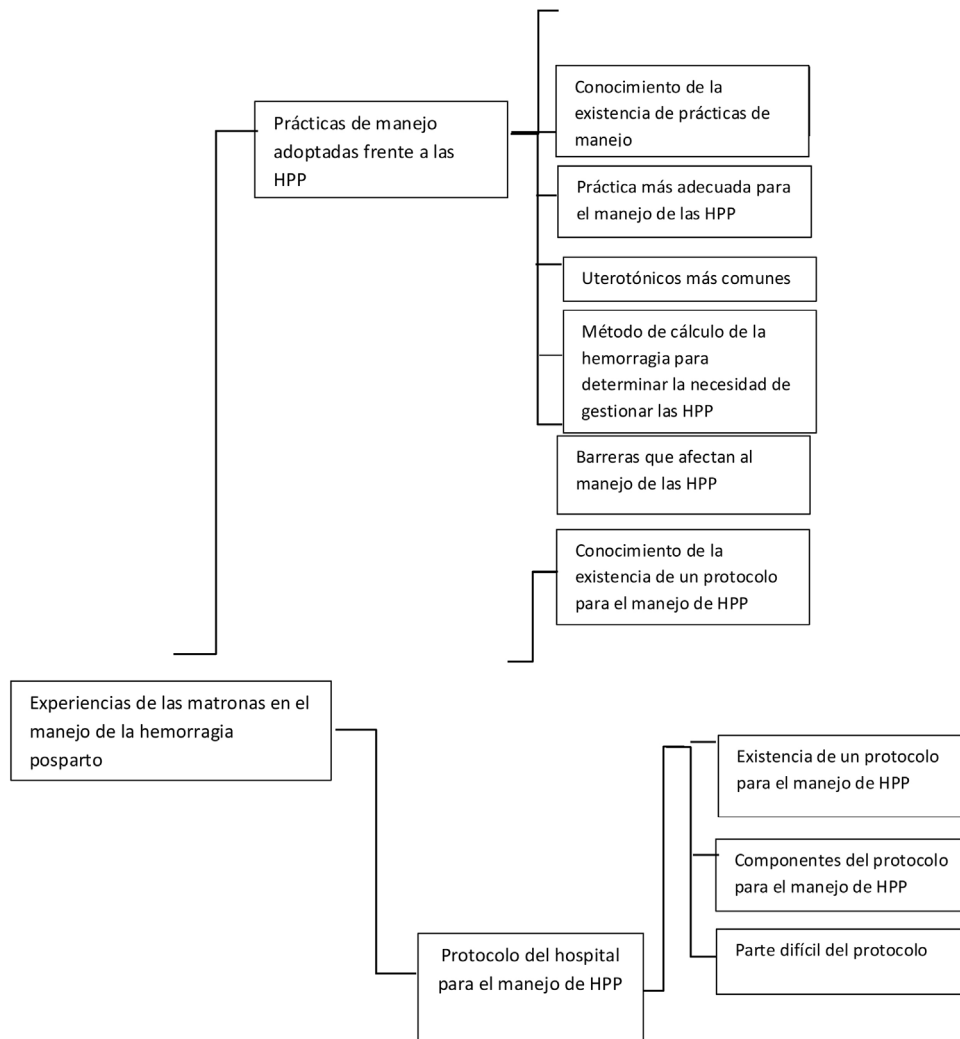 Prácticas de manejo
adoptadas frente a las
HPP
Conocimiento de la
existencia de prácticas de
manejo
Práctica más adecuada para
el manejo de las HPP
Uterotónicos más comunes
Método de cálculo de la
hemorragia para
determinar la necesidad de
gestionar las HPP
Barreras que afectan al
manejo de las HPP
Conocimiento de la
existencia de un protocolo
para el manejo de HPP
Experiencias de las matronas en el
manejo de la hemorragia
posparto
Existencia de un protocolo
para el manejo de HPP
Componentes del protocolo
para el manejo de HPP
Parte difícil del protocolo
Protocolo del hospital
para el manejo de HPP